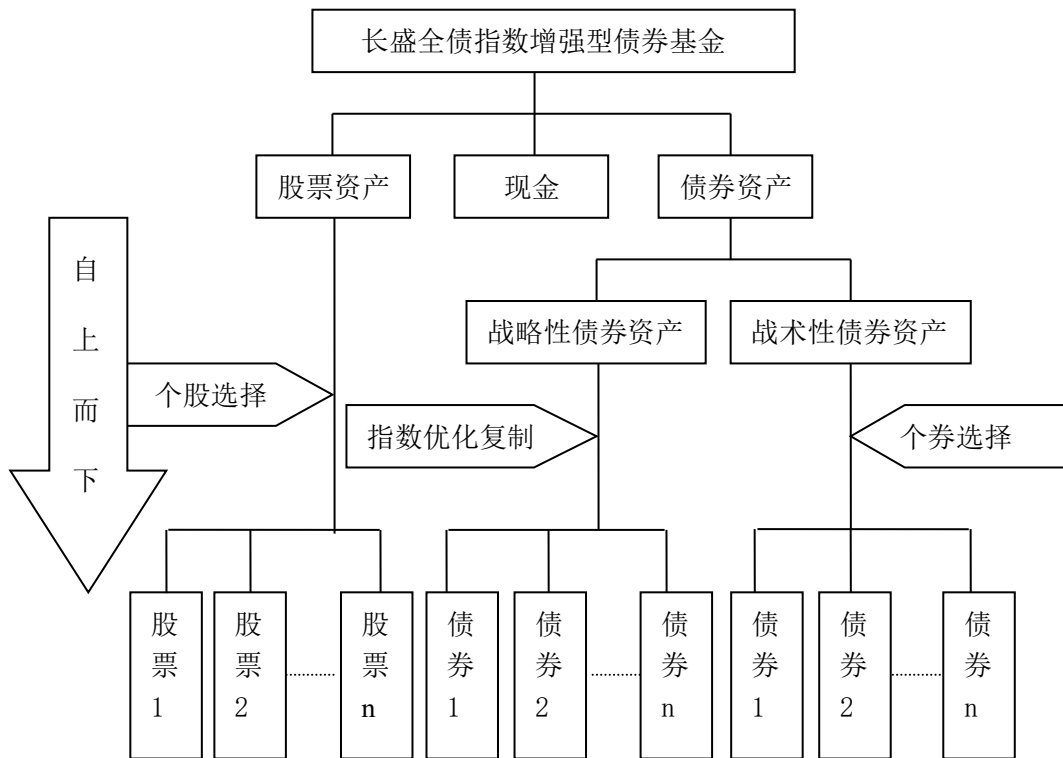 长盛全债指数增强型债券基金
股票资产
现金
债券资产
自上而下
战略性债券资产
战术性债券资产
个股选择
指数优化复制
个券选择
股票1
股票2
股票n
债券1
债券2
债券n
债券1
债券2
债券n